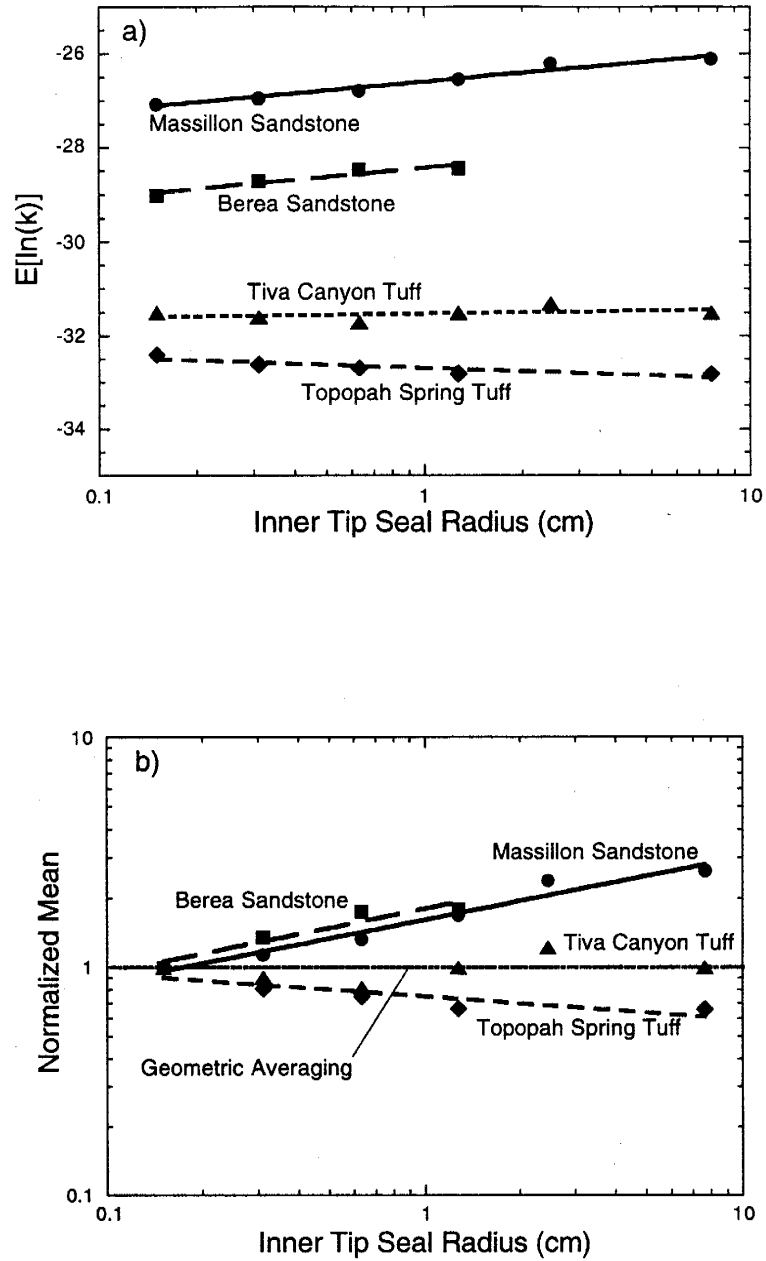 a)
-26
-28
-30
-32
-34
E[ln(k)]
Massillon Sandstone
Berea Sandstone
Tiva Canyon Tuff
Topopah Spring Tuff
0.1
1
10
Inner Tip Seal Radius (cm)
b)
10
1
0.1
Normalized Mean
Massillon Sandstone
Berea Sandstone
Tiva Canyon Tuff
Topopah Spring Tuff
Geometric Averaging
0.1
1
10
Inner Tip Seal Radius (cm)